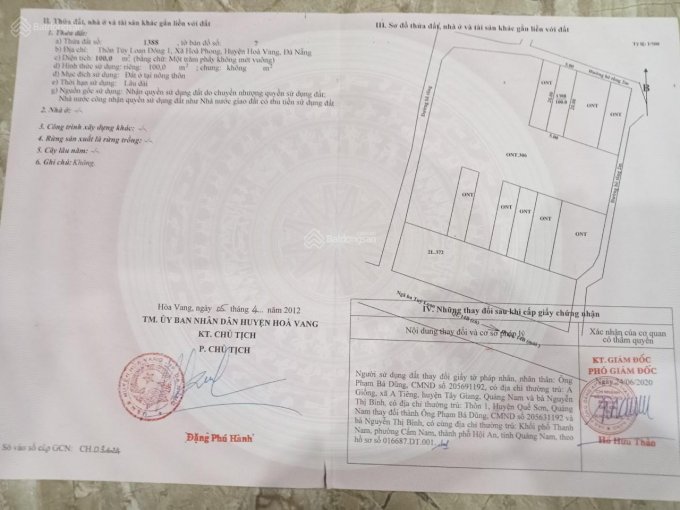 II. Thửa đất, nhà ở và tài sản khác gắn liền với đất
1. Thửa đất:
a) Thửa đất số: 1388 , tờ bản đồ số: 7
b) Địa chỉ: Thôn Túy Loan Đông 1, Xã Hoà Phong, Huyện Hoà Vang, Đà Nẵng
c) Diện tích: 100,0 m² (bằng chữ: Một trăm phẩy không mét vuông)
d) Hình thức sử dụng: riêng: 100,0 m²; chung: không m²
đ) Mục đích sử dụng: Đất ở tại nông thôn
e) Thời hạn sử dụng: Lâu dài
g) Nguồn gốc sử dụng: Nhận quyền sử dụng đất do chuyển nhượng quyền sử dụng đất;
Nhà nước công nhận quyền sử dụng đất như Nhà nước giao đất có thu tiền sử dụng đất.
2. Nhà ở: -/-
3. Công trình xây dựng khác: -/-
4. Rừng sản xuất là rừng trồng: -/-
5. Cây lâu năm: -/-
6. Ghi chú: Không.
Hòa Vang, ngày 05 tháng 4 năm 2012
TM. ỦY BAN NHÂN DÂN HUYỆN HOÀ VANG
KT. CHỦ TỊCH
P. CHỦ TỊCH
Đặng Phú Hành
Số vào sổ cấp GCN: CH
III. Sơ đồ thửa đất, nhà ở và tài sản khác gắn liền với đất
Tỷ lệ: 1/500
B
Đường bê tông
Đường bê tông 2m
5.00
ONT
20.00
1388
100.0
20.00
ONT
ONT
5.00
ONT.306
Đường bê tông 2m
ONT
ONT
ONT
ONT
ONT
ONT
2L.372
Ngã ba Túy Loan
Batdongsan
IV. Những thay đổi sau khi cấp giấy chứng nhận
Nội dung thay đổi và cơ sở pháp lý
Xác nhận của cơ quan
có thẩm quyền
Người sử dụng đất thay đổi giấy tờ pháp nhân, nhân thân: Ông
Phạm Bá Dũng, CMND số 205691192, có địa chỉ thường trú: A
Giống, xã A Tiêng, huyện Tây Giang, Quảng Nam và bà Nguyễn
Thị Bình, có địa chỉ thường trú: Thôn 1, Huyện Quế Sơn, Quảng
Nam thay đổi thành Ông Phạm Bá Dũng, CMND số 205631192 và
bà Nguyễn Thị Bình, có cùng địa chỉ thường trú: Khối phố Thanh
Nam, phường Cẩm Nam, thành phố Hội An, tỉnh Quảng Nam, theo
hồ sơ số 016687.DT.001.
KT. GIÁM ĐỐC
PHÓ GIÁM ĐỐC
Ngày 24/06/2020
Hồ Hữu Thảo